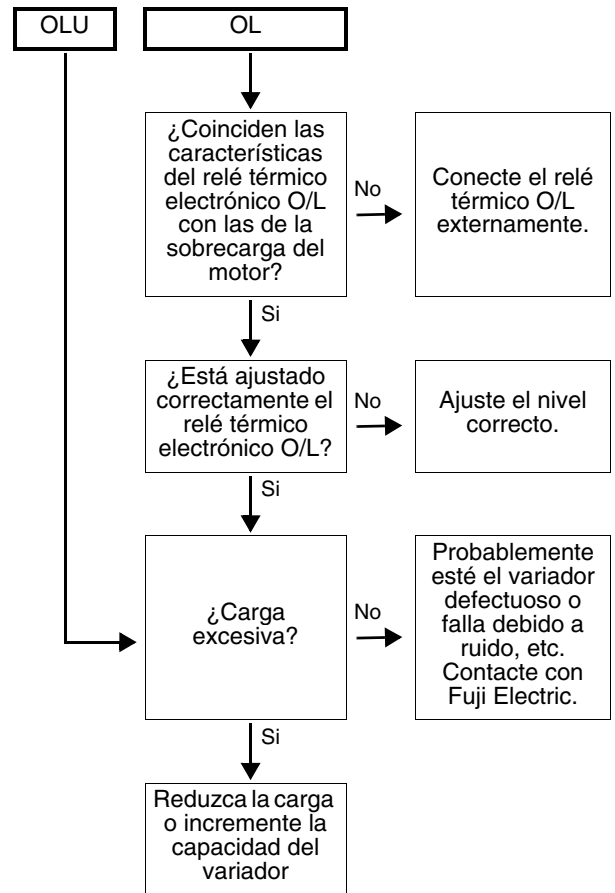 OLU
OL
¿Coinciden las
características
del relé térmico
electrónico O/L
con las de la
sobrecarga del
motor?
No
Conecte el relé
térmico O/L
externamente.
Si
¿Está ajustado
correctamente el
relé térmico
electrónico O/L?
No
Ajuste el nivel
correcto.
Si
¿Carga
excesiva?
No
Probablemente
esté el variador
defectuoso o
falla debido a
ruido, etc.
Contacte con
Fuji Electric.
Si
Reduzca la carga
o incremente la
capacidad del
variador